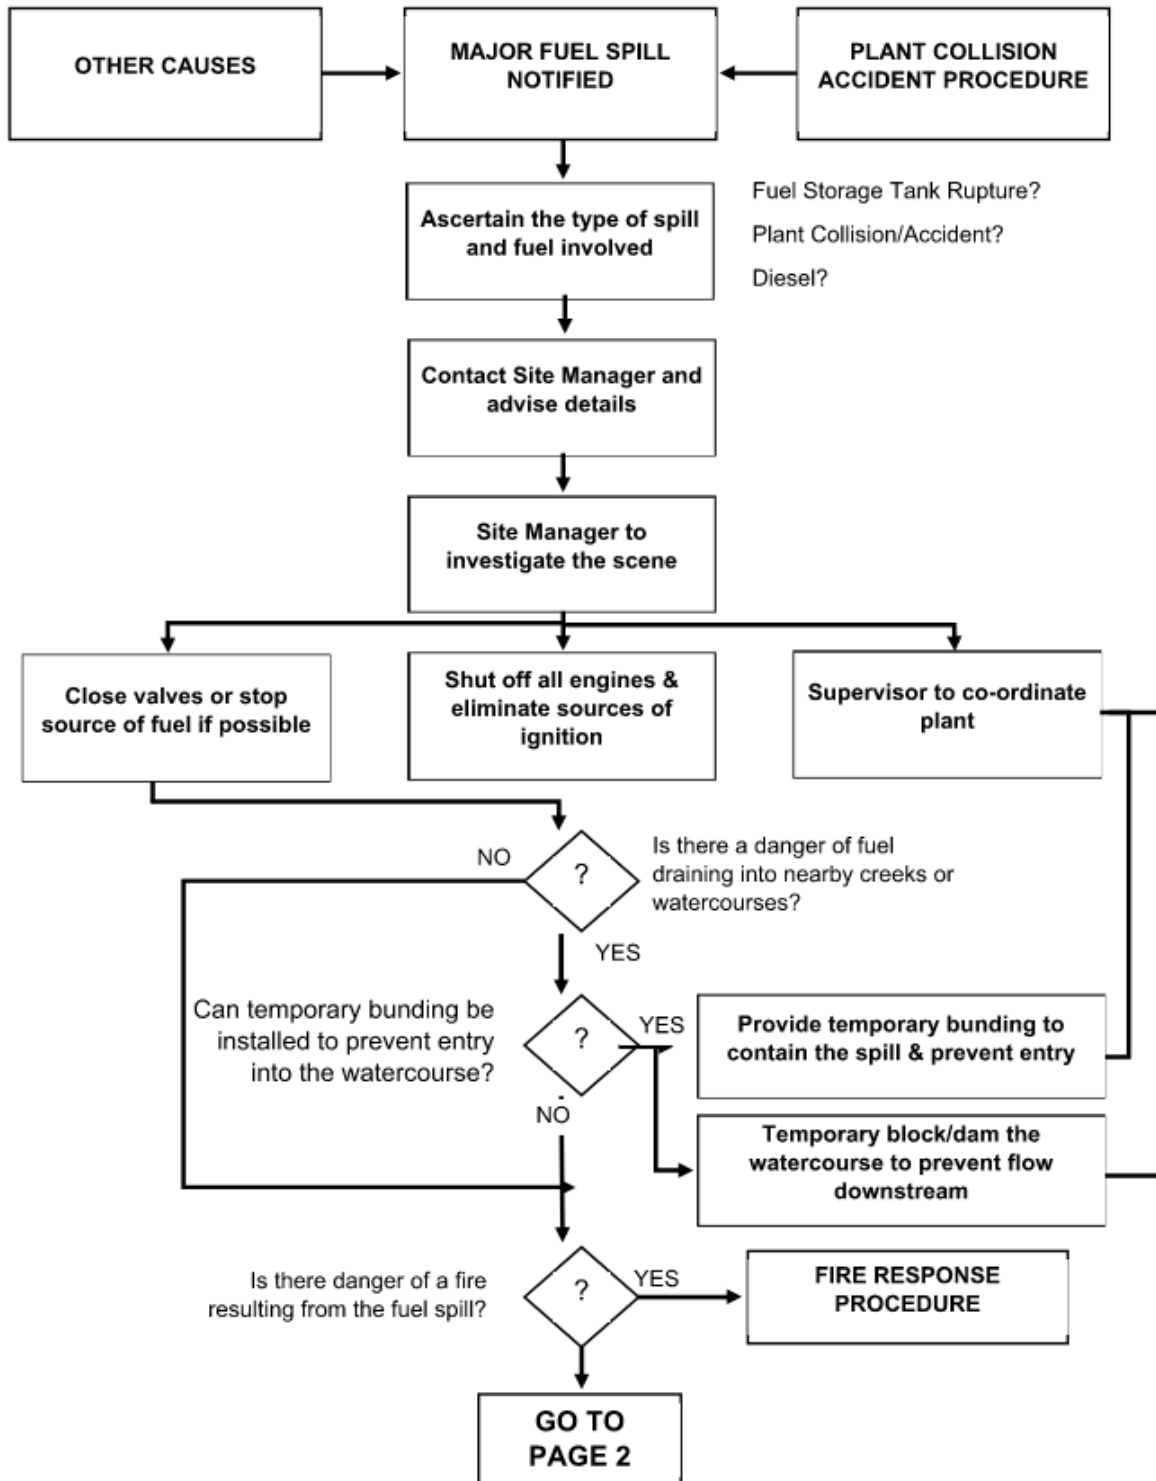 OTHER CAUSES
MAJOR FUEL SPILL
NOTIFIED
PLANT COLLISION
ACCIDENT PROCEDURE
Ascertain the type of spill
and fuel involved
Fuel Storage Tank Rupture?
Plant Collision/Accident?
Diesel?
Contact Site Manager and
advise details
Site Manager to
investigate the scene
Close valves or stop
source of fuel if possible
Shut off all engines &
eliminate sources of
ignition
Supervisor to co-ordinate
plant
NO
?
Is there a danger of fuel
draining into nearby creeks or
watercourses?
YES
Can temporary bunding be
installed to prevent entry
into the watercourse?
?
YES
Provide temporary bunding to
contain the spill & prevent entry
NO
Temporary block/dam the
watercourse to prevent flow
downstream
Is there danger of a fire
resulting from the fuel spill?
?
YES
FIRE RESPONSE
PROCEDURE
GO TO
PAGE 2